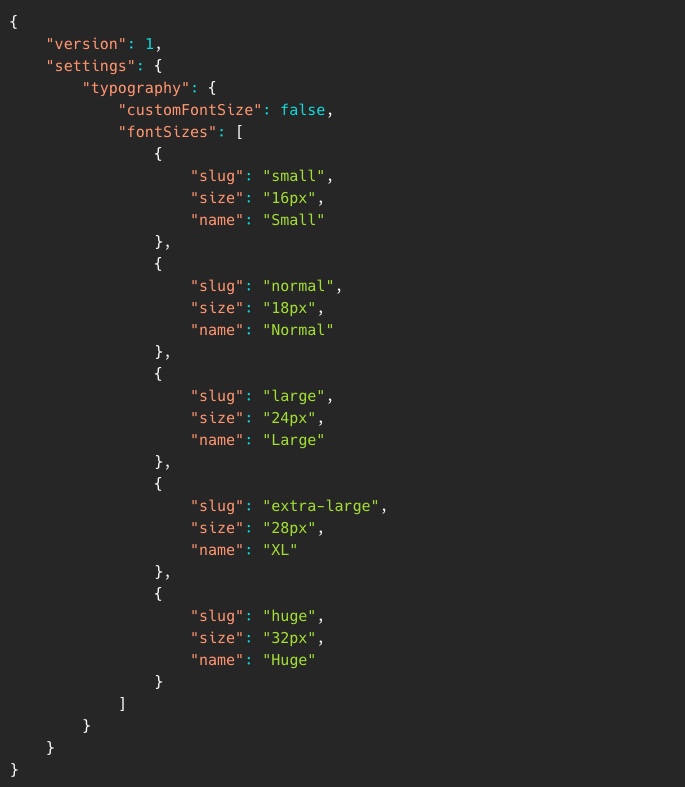 {
    "version": 1,
    "settings": {
        "typography": {
            "customFontSize": false,
            "fontSizes": [
                {
                    "slug": "small",
                    "size": "16px",
                    "name": "Small"
                },
                {
                    "slug": "normal",
                    "size": "18px",
                    "name": "Normal"
                },
                {
                    "slug": "large",
                    "size": "24px",
                    "name": "Large"
                },
                {
                    "slug": "extra-large",
                    "size": "28px",
                    "name": "XL"
                },
                {
                    "slug": "huge",
                    "size": "32px",
                    "name": "Huge"
                }
            ]
        }
    }
}